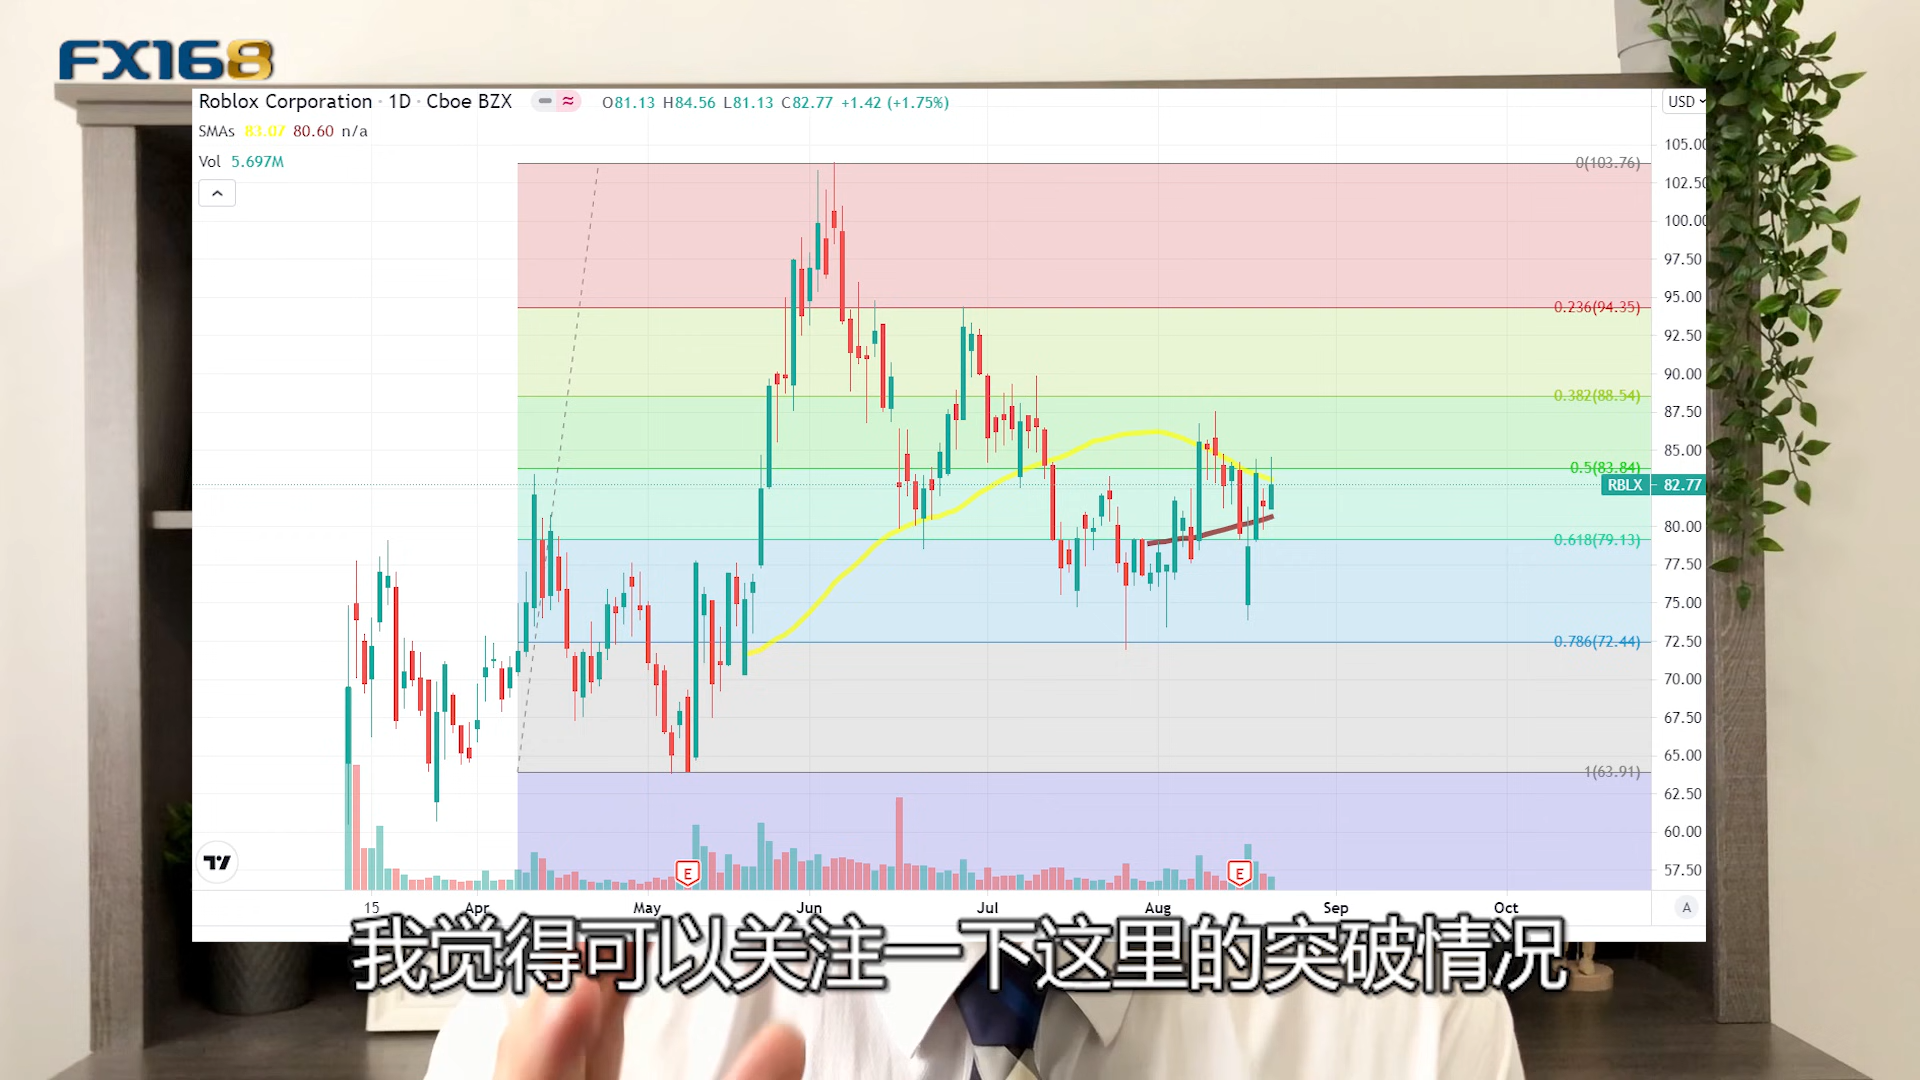 FX168
Roblox Corporation · 1D · Cboe BZX
O81.13 H84.56 L81.13 C82.77 +1.42 (+1.75%)
USD
SMAs 83.07 80.60 n/a
Vol 5.697M
0(103.76)
0.236(94.35)
0.382(88.54)
0.5(83.84)
0.618(79.13)
0.786(72.44)
1(63.91)
105.00
102.50
100.00
97.50
95.00
92.50
90.00
87.50
85.00
RBLX 82.77
80.00
77.50
75.00
72.50
70.00
67.50
65.00
62.50
60.00
57.50
E
E
15 Apr May Jun Jul Aug Sep Oct
A
我觉得可以关注一下这里的突破情况